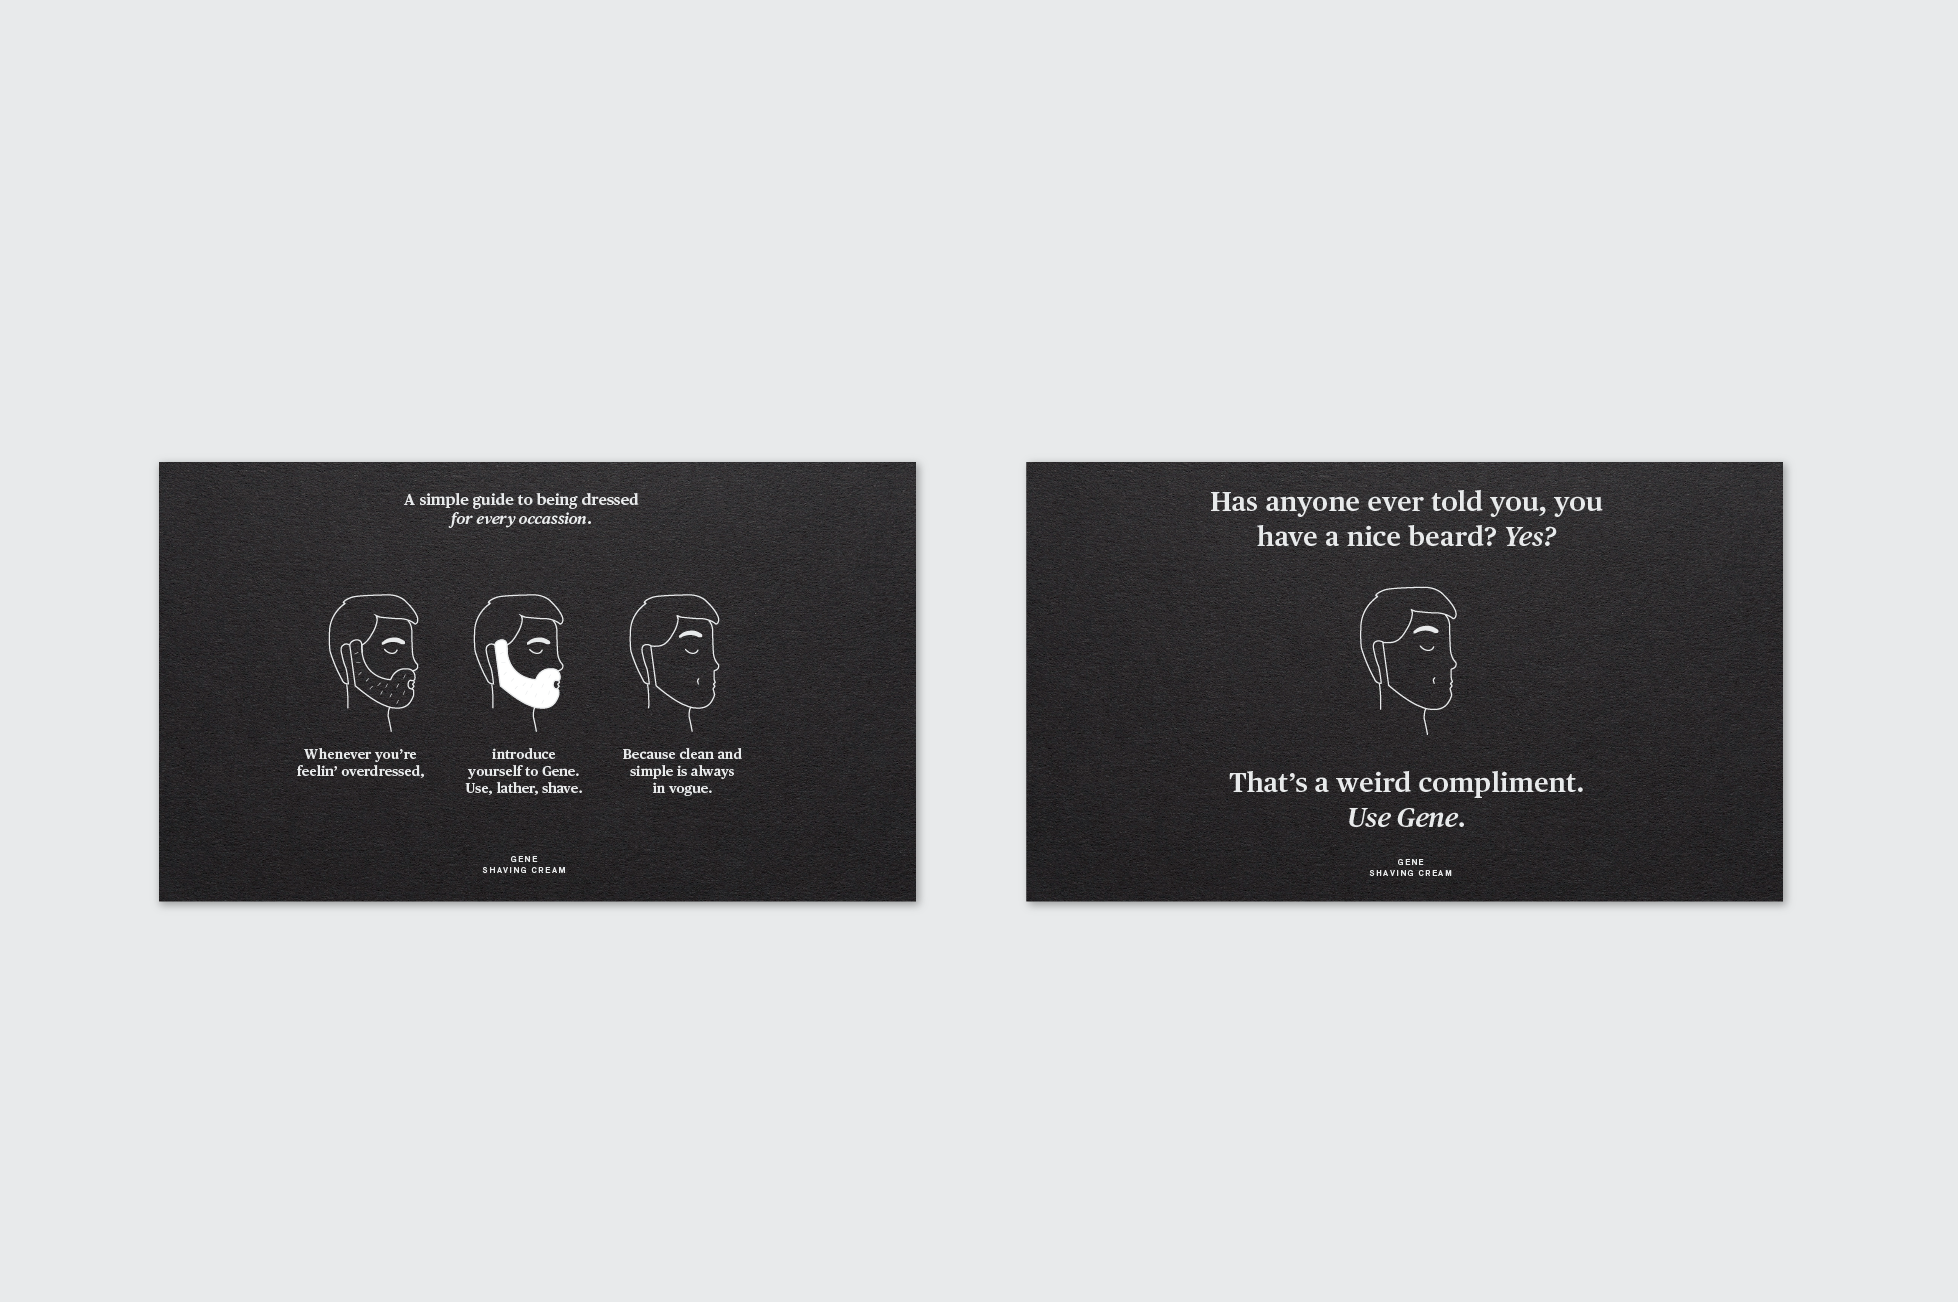 A simple guide to being dressed
for every occassion.
Whenever you’re
feelin’ overdressed,
introduce
yourself to Gene.
Use, lather, shave.
Because clean and
simple is always
in vogue.
GENE
SHAVING CREAM
Has anyone ever told you, you
have a nice beard? Yes?
That’s a weird compliment.
Use Gene.
GENE
SHAVING CREAM